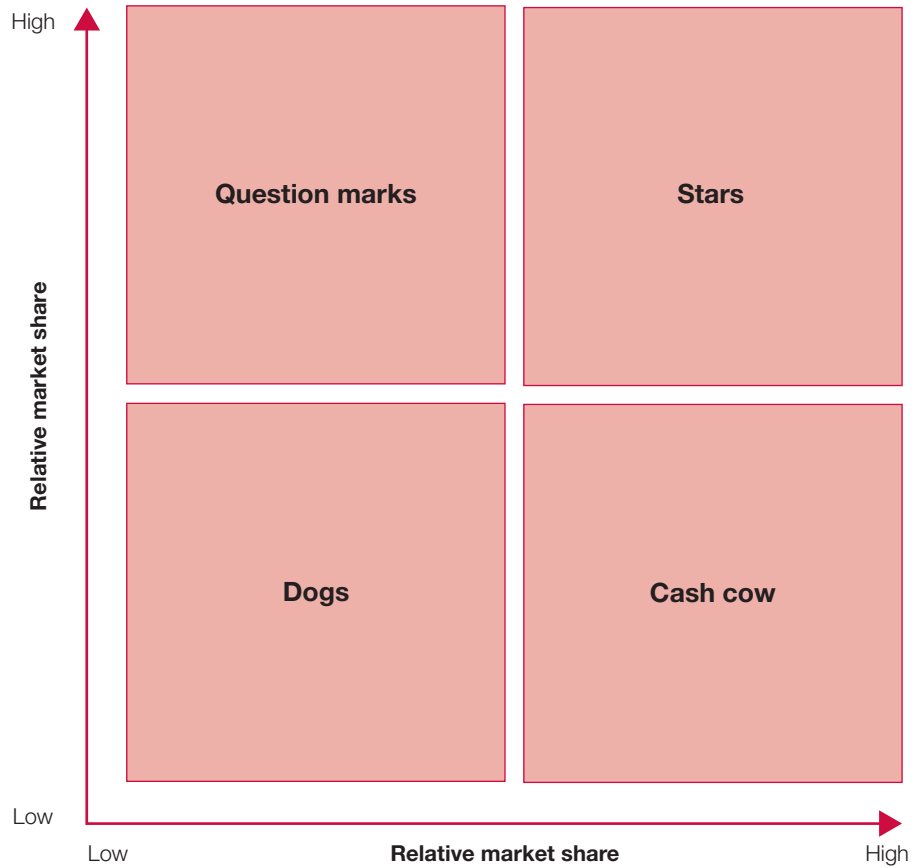 High
Question marks
Stars
Relative market share
Dogs
Cash cow
Low
Low
Relative market share
High